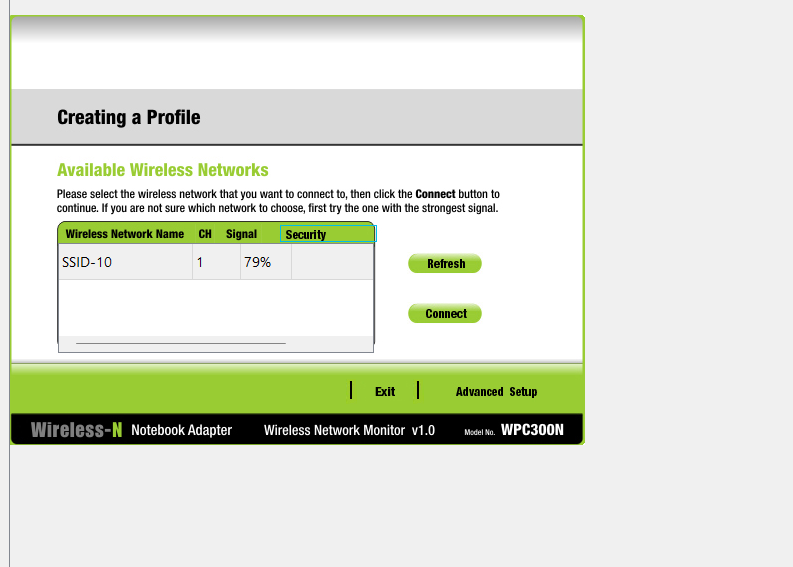 Creating a Profile
Available Wireless Networks
Please select the wireless network that you want to connect to, then click the Connect button to
continue. If you are not sure which network to choose, first try the one with the strongest signal.
Wireless Network Name CH Signal Security
SSID-10 1 79%
Refresh
Connect
Exit Advanced Setup
Wireless-N Notebook Adapter Wireless Network Monitor v1.0 Model No. WPC300N